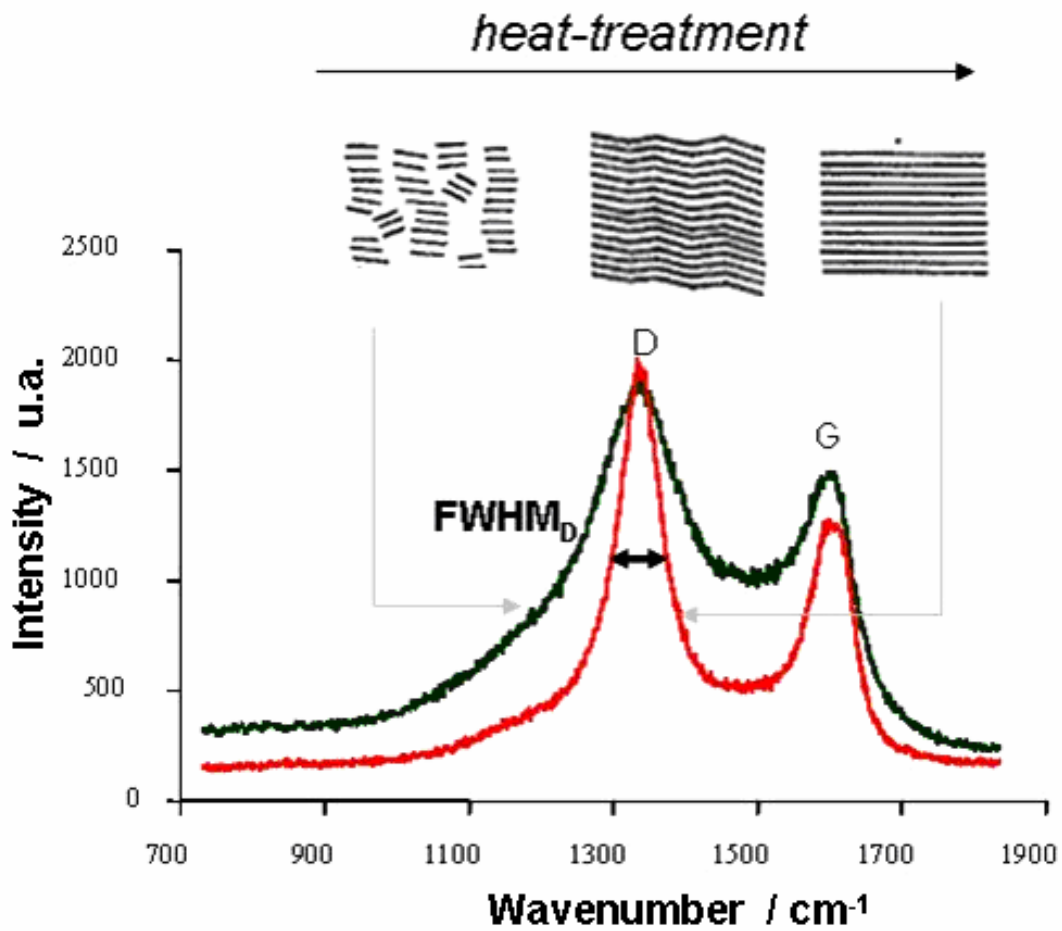 heat-treatment
2500
2000
1500
1000
500
0
Intensity / u.a.
D
G
FWHM_D
700 900 1100 1300 1500 1700 1900
Wavenumber / cm⁻¹